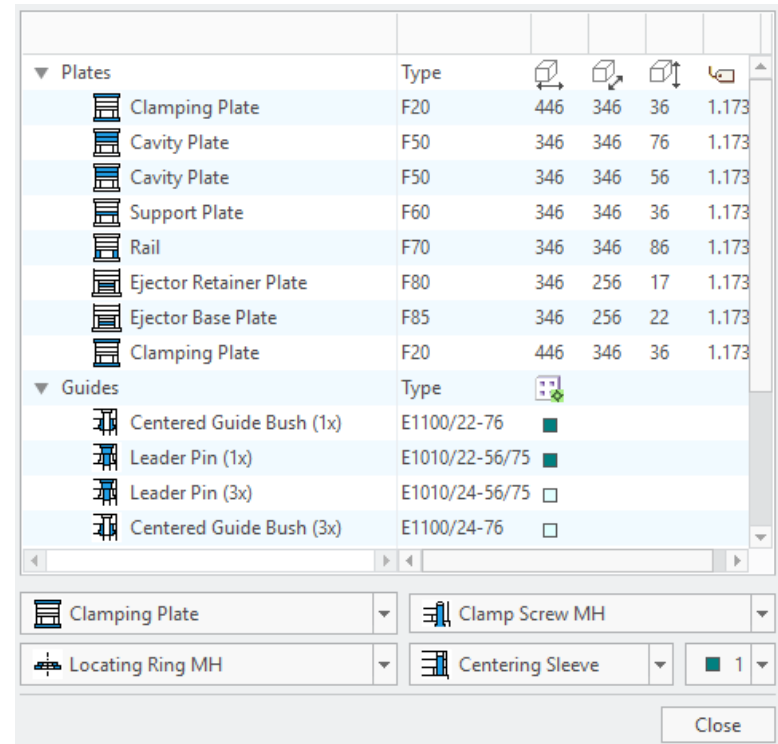 Plates Type
Clamping Plate F20 446 346 36 1.173
Cavity Plate F50 346 346 76 1.173
Cavity Plate F50 346 346 56 1.173
Support Plate F60 346 346 36 1.173
Rail F70 346 346 86 1.173
Ejector Retainer Plate F80 346 256 17 1.173
Ejector Base Plate F85 346 256 22 1.173
Clamping Plate F20 446 346 36 1.173
Guides Type
Centered Guide Bush (1x) E1100/22-76
Leader Pin (1x) E1010/22-56/75
Leader Pin (3x) E1010/24-56/75
Centered Guide Bush (3x) E1100/24-76
Clamping Plate Clamp Screw MH
Locating Ring MH Centering Sleeve 1
Close